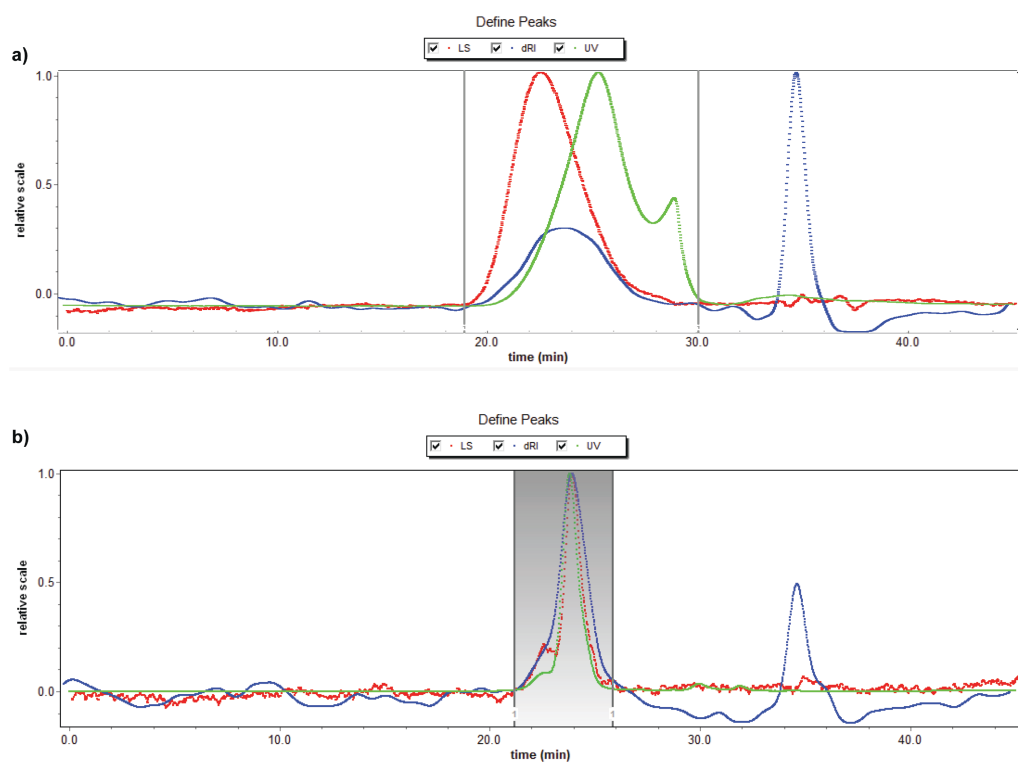 Define Peaks
a)
LS dRI UV
1.0
0.5
0.0
relative scale
0.0 10.0 20.0 30.0 40.0
time (min)
Define Peaks
b)
LS dRI UV
1.0
0.5
0.0
relative scale
1 1
0.0 10.0 20.0 30.0 40.0
time (min)